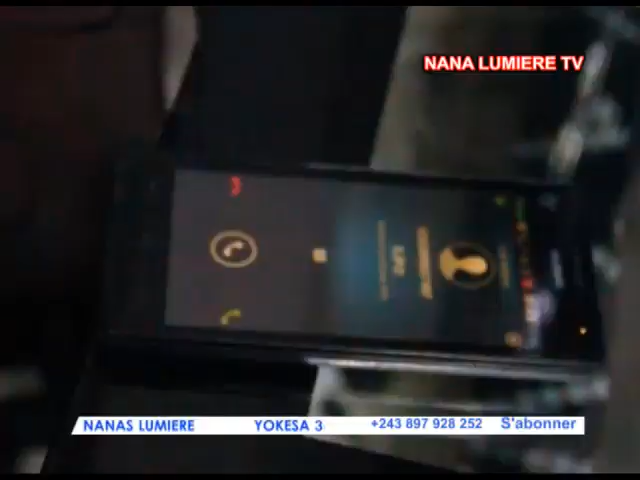 NANA LUMIERE TV
NANAS LUMIERE YOKESA 3 +243 897 928 252 S'abonner